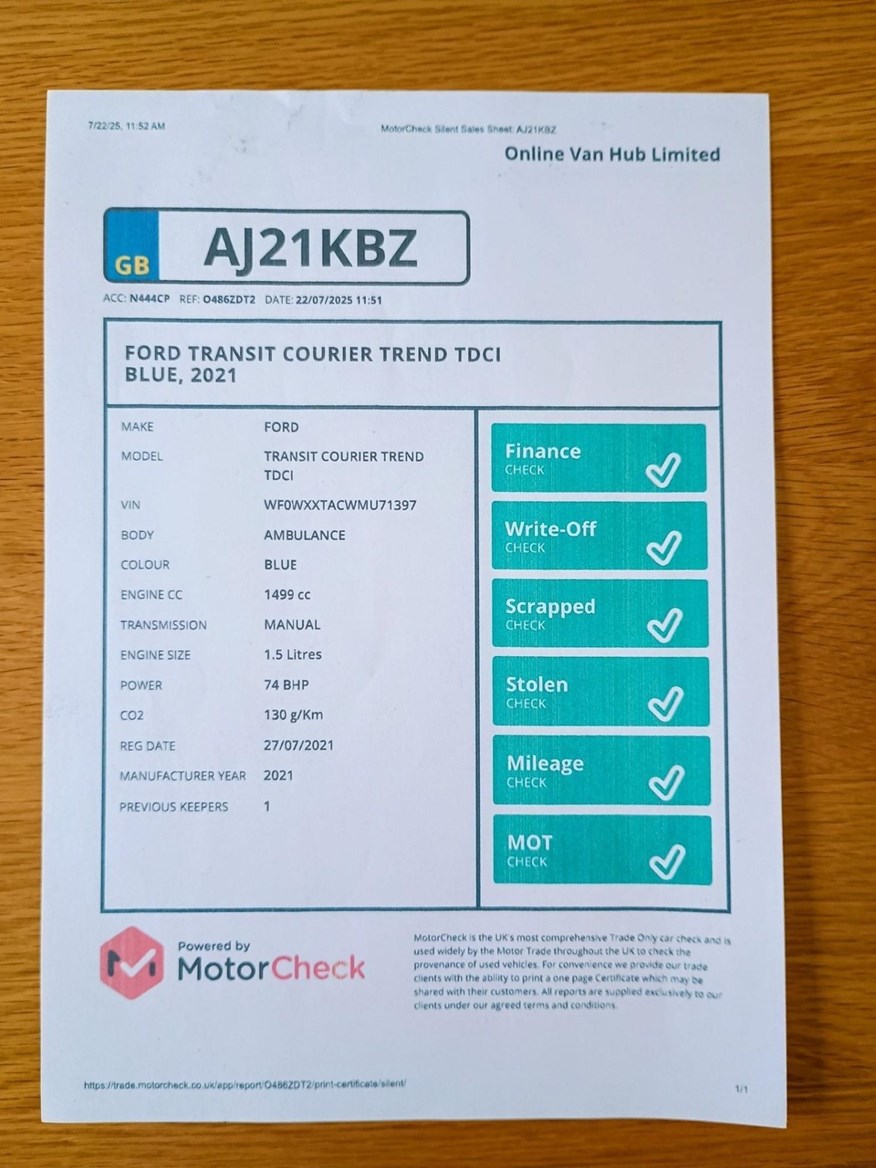 7/22/25, 11:52 AM
MotorCheck Silent Sales Sheet: AJ21KBZ
Online Van Hub Limited
GB AJ21KBZ
ACC: N444CP REF: O486ZDT2 DATE: 22/07/2025 11:51
FORD TRANSIT COURIER TREND TDCI
BLUE, 2021
MAKE FORD
MODEL TRANSIT COURIER TREND
TDCI
VIN WF0WXXTACWMU71397
BODY AMBULANCE
COLOUR BLUE
ENGINE CC 1499 cc
TRANSMISSION MANUAL
ENGINE SIZE 1.5 Litres
POWER 74 BHP
CO2 130 g/Km
REG DATE 27/07/2021
MANUFACTURER YEAR 2021
PREVIOUS KEEPERS 1
Finance
CHECK
Write-Off
CHECK
Scrapped
CHECK
Stolen
CHECK
Mileage
CHECK
MOT
CHECK
Powered by
MotorCheck
MotorCheck is the UK's most comprehensive Trade Only car check and is
used widely by the Motor Trade throughout the UK to check the
provenance of used vehicles. For convenience we provide our trade
clients with the ability to print a one page Certificate which may be
shared with their customers. All reports are supplied exclusively to our
clients under our agreed terms and conditions.
https://trade.motorcheck.co.uk/app/report/O486ZDT2/print-certificate/silent/
1/1